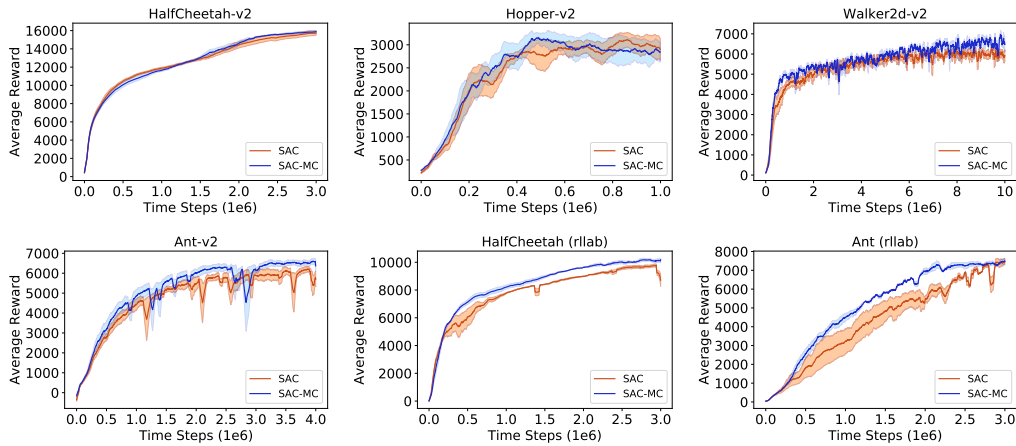 HalfCheetah-v2
Average Reward
16000
14000
12000
10000
8000
6000
4000
2000
0
0.0 0.5 1.0 1.5 2.0 2.5 3.0
Time Steps (1e6)
SAC
SAC-MC
Hopper-v2
Average Reward
3000
2500
2000
1500
1000
500
0.0 0.2 0.4 0.6 0.8 1.0
Time Steps (1e6)
SAC
SAC-MC
Walker2d-v2
Average Reward
7000
6000
5000
4000
3000
2000
1000
0
0 2 4 6 8 10
Time Steps (1e6)
SAC
SAC-MC
Ant-v2
Average Reward
7000
6000
5000
4000
3000
2000
1000
0
0.0 0.5 1.0 1.5 2.0 2.5 3.0 3.5 4.0
Time Steps (1e6)
SAC
SAC-MC
HalfCheetah (rllab)
Average Reward
10000
8000
6000
4000
2000
0
0.0 0.5 1.0 1.5 2.0 2.5 3.0
Time Steps (1e6)
SAC
SAC-MC
Ant (rllab)
Average Reward
8000
7000
6000
5000
4000
3000
2000
1000
0
0.0 0.5 1.0 1.5 2.0 2.5 3.0
Time Steps (1e6)
SAC
SAC-MC